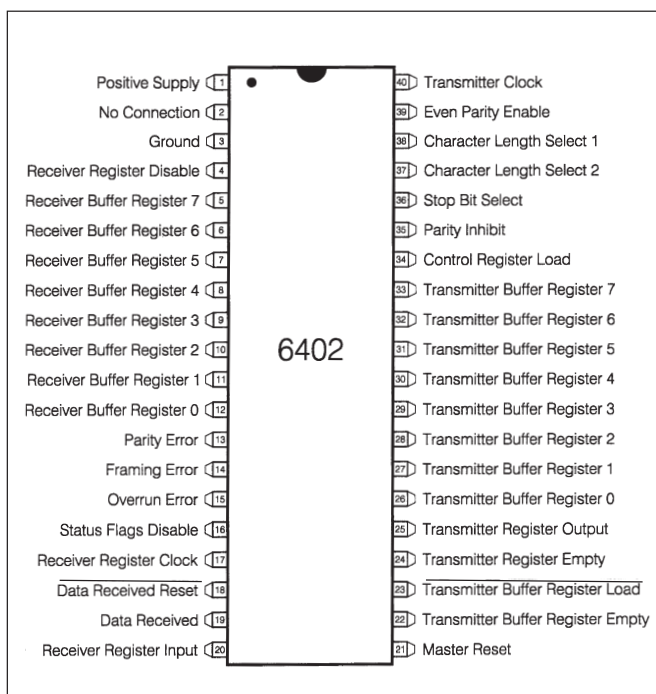 Positive Supply 1
No Connection 2
Ground 3
Receiver Register Disable 4
Receiver Buffer Register 7 5
Receiver Buffer Register 6 6
Receiver Buffer Register 5 7
Receiver Buffer Register 4 8
Receiver Buffer Register 3 9
Receiver Buffer Register 2 10
Receiver Buffer Register 1 11
Receiver Buffer Register 0 12
Parity Error 13
Framing Error 14
Overrun Error 15
Status Flags Disable 16
Receiver Register Clock 17
Data Received Reset 18
Data Received 19
Receiver Register Input 20
6402
40 Transmitter Clock
39 Even Parity Enable
38 Character Length Select 1
37 Character Length Select 2
36 Stop Bit Select
35 Parity Inhibit
34 Control Register Load
33 Transmitter Buffer Register 7
32 Transmitter Buffer Register 6
31 Transmitter Buffer Register 5
30 Transmitter Buffer Register 4
29 Transmitter Buffer Register 3
28 Transmitter Buffer Register 2
27 Transmitter Buffer Register 1
26 Transmitter Buffer Register 0
25 Transmitter Register Output
24 Transmitter Register Empty
23 Transmitter Buffer Register Load
22 Transmitter Buffer Register Empty
21 Master Reset